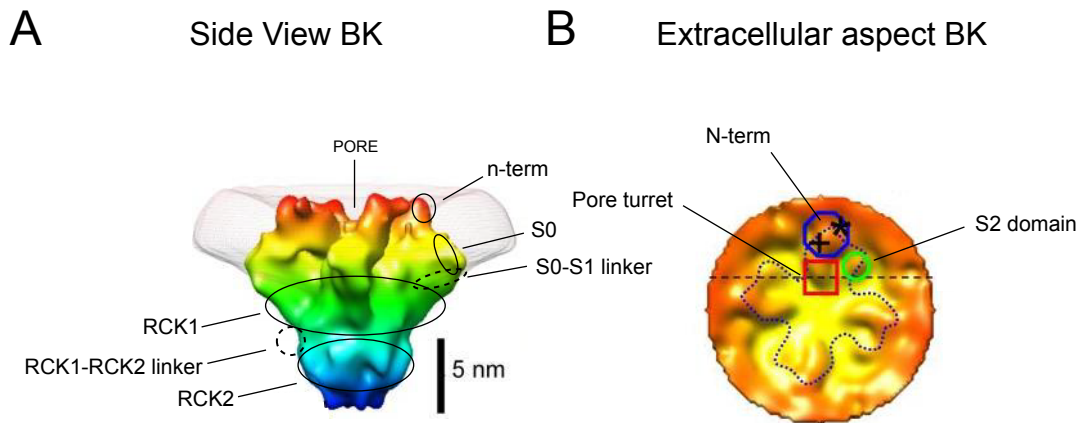 A
Side View BK
PORE
n-term
S0
S0-S1 linker
RCK1
RCK1-RCK2 linker
RCK2
5 nm
B
Extracellular aspect BK
N-term
Pore turret
S2 domain
+
*